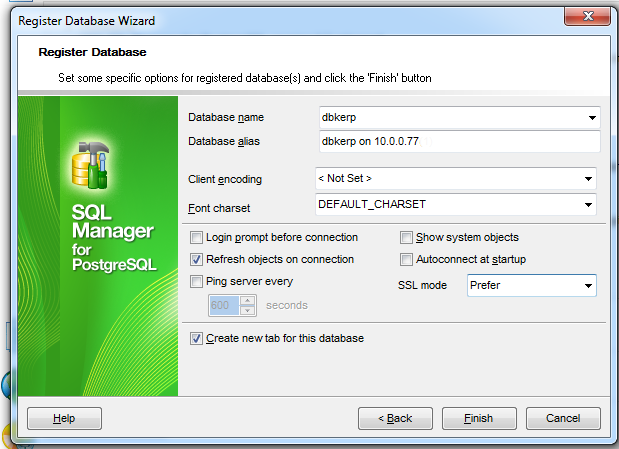 Register Database Wizard
Register Database
Set some specific options for registered database(s) and click the 'Finish' button
SQL
Manager
for
PostgreSQL
Database name
dbkerp
Database alias
dbkerp on 10.0.0.77
Client encoding
< Not Set >
Font charset
DEFAULT_CHARSET
Login prompt before connection
Show system objects
Refresh objects on connection
Autoconnect at startup
Ping server every
SSL mode
Prefer
600
seconds
Create new tab for this database
Help
< Back
Finish
Cancel